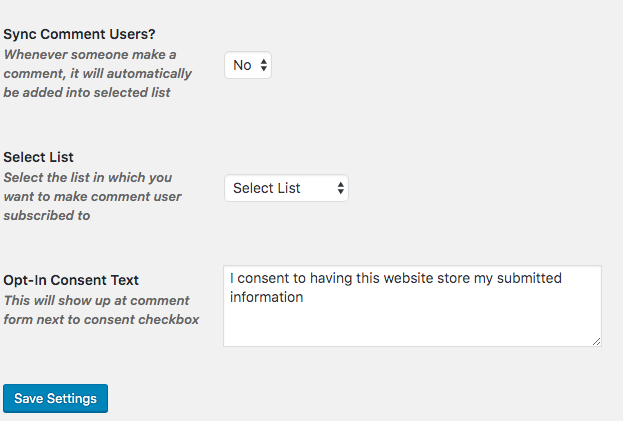 Sync Comment Users?
Whenever someone make a
comment, it will automatically
be added into selected list
No
Select List
Select the list in which you
want to make comment user
subscribed to
Select List
Opt-In Consent Text
This will show up at comment
form next to consent checkbox
I consent to having this website store my submitted
information
Save Settings